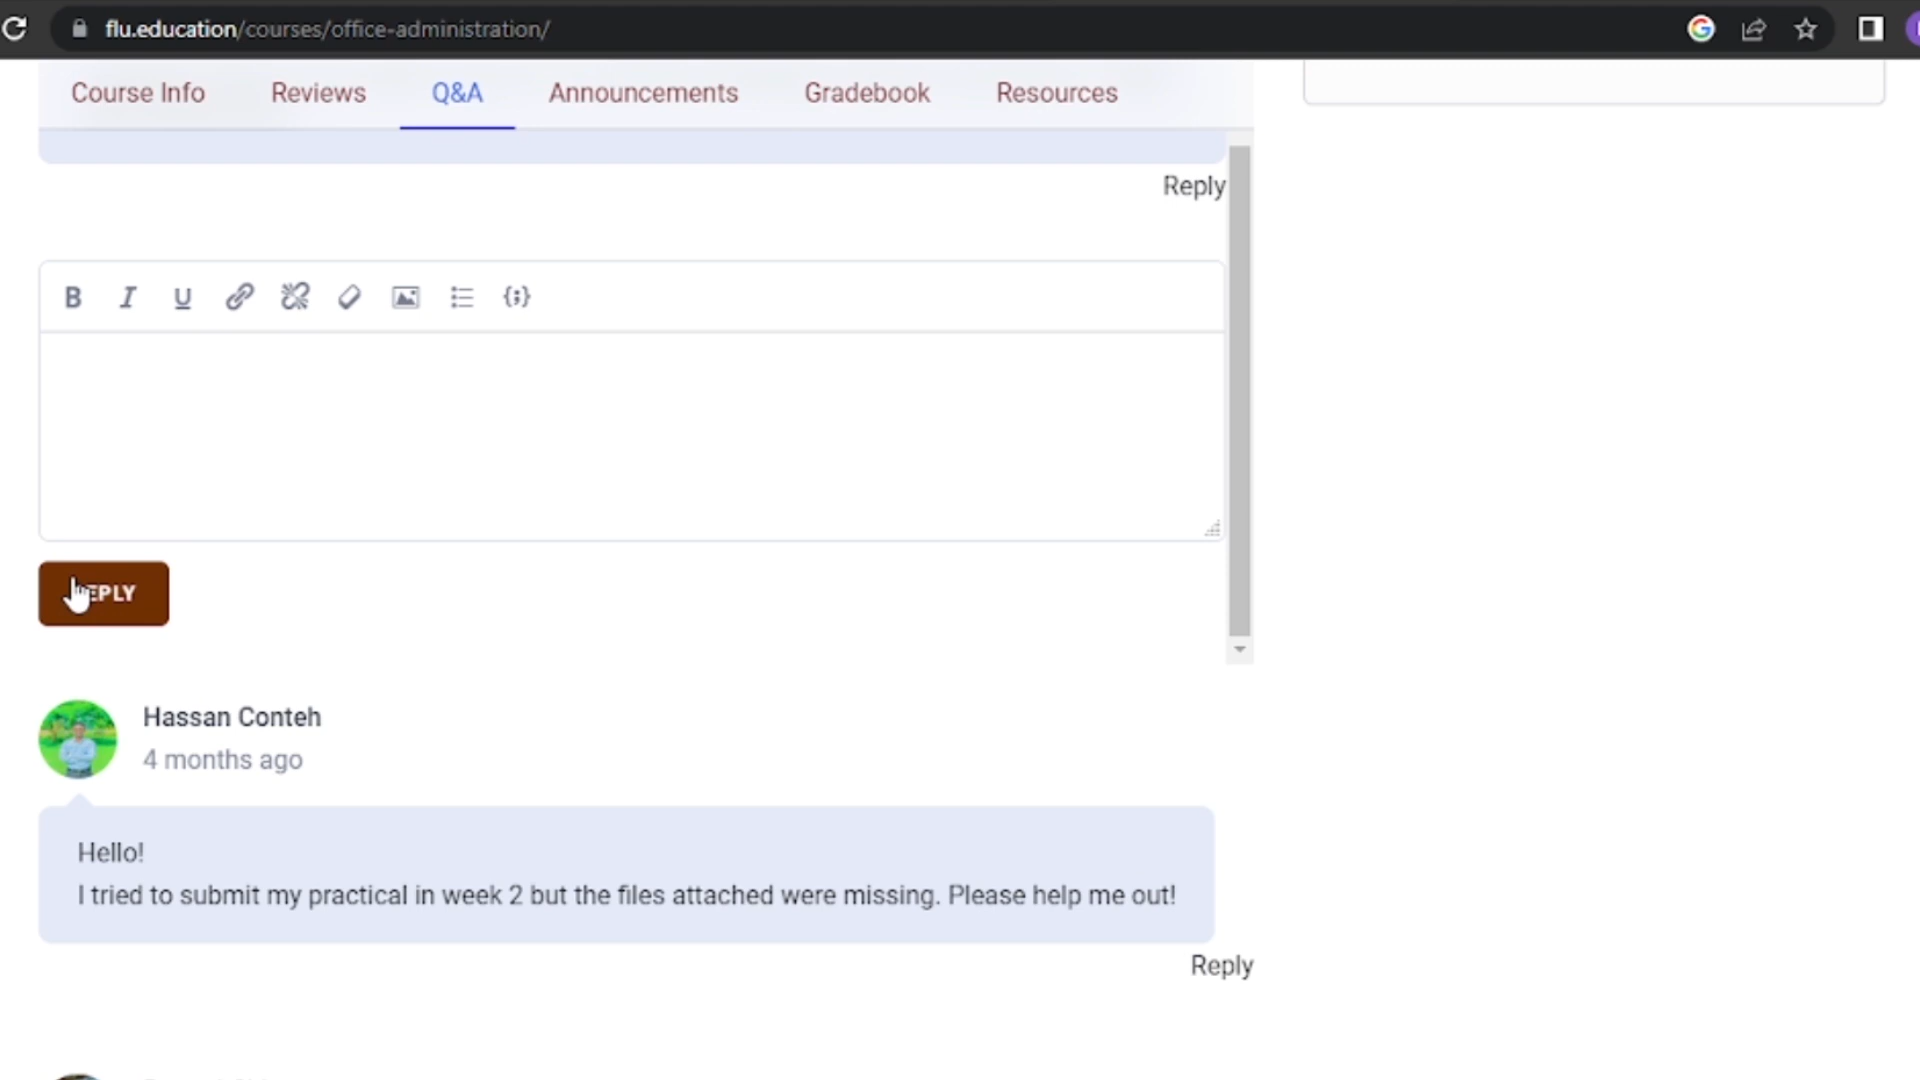 flu.education/courses/office-administration/
Course Info Reviews Q&A Announcements Gradebook Resources
Reply
B I U
Hassan Conteh
4 months ago
Hello!
I tried to submit my practical in week 2 but the files attached were missing. Please help me out!
Reply